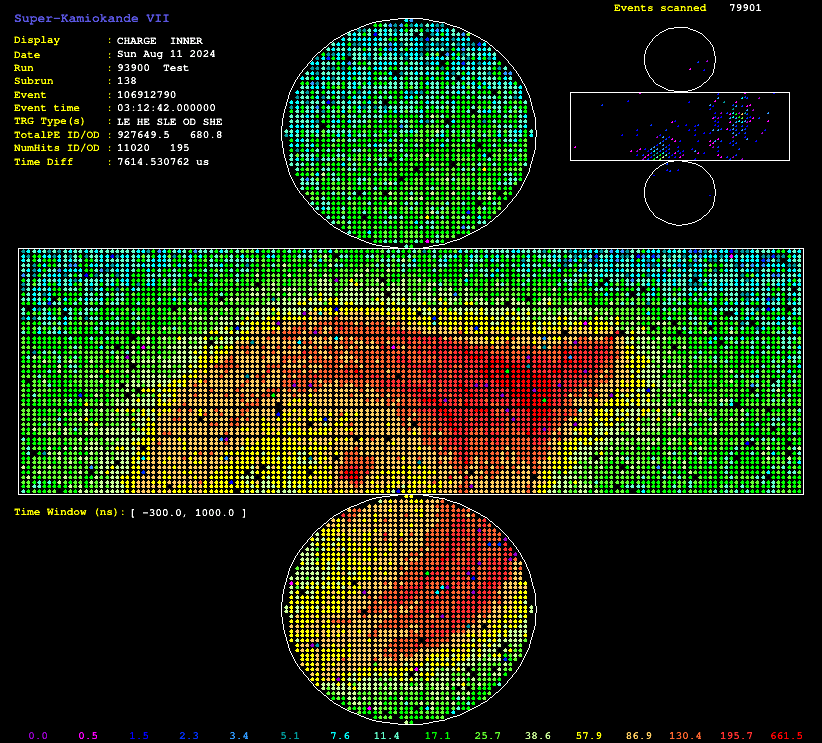 Super-Kamiokande VII
Events scanned 79901
Display : CHARGE INNER
Date : Sun Aug 11 2024
Run : 93900 Test
Subrun : 138
Event : 106912790
Event time : 03:12:42.000000
TRG Type(s) : LE HE SLE OD SHE
TotalPE ID/OD : 927649.5 680.8
NumHits ID/OD : 11020 195
Time Diff : 7614.530762 us
Time Window (ns): [ -300.0, 1000.0 ]
0.0 0.5 1.5 2.3 3.4 5.1 7.6 11.4 17.1 25.7 38.6 57.9 86.9 130.4 195.7 661.5